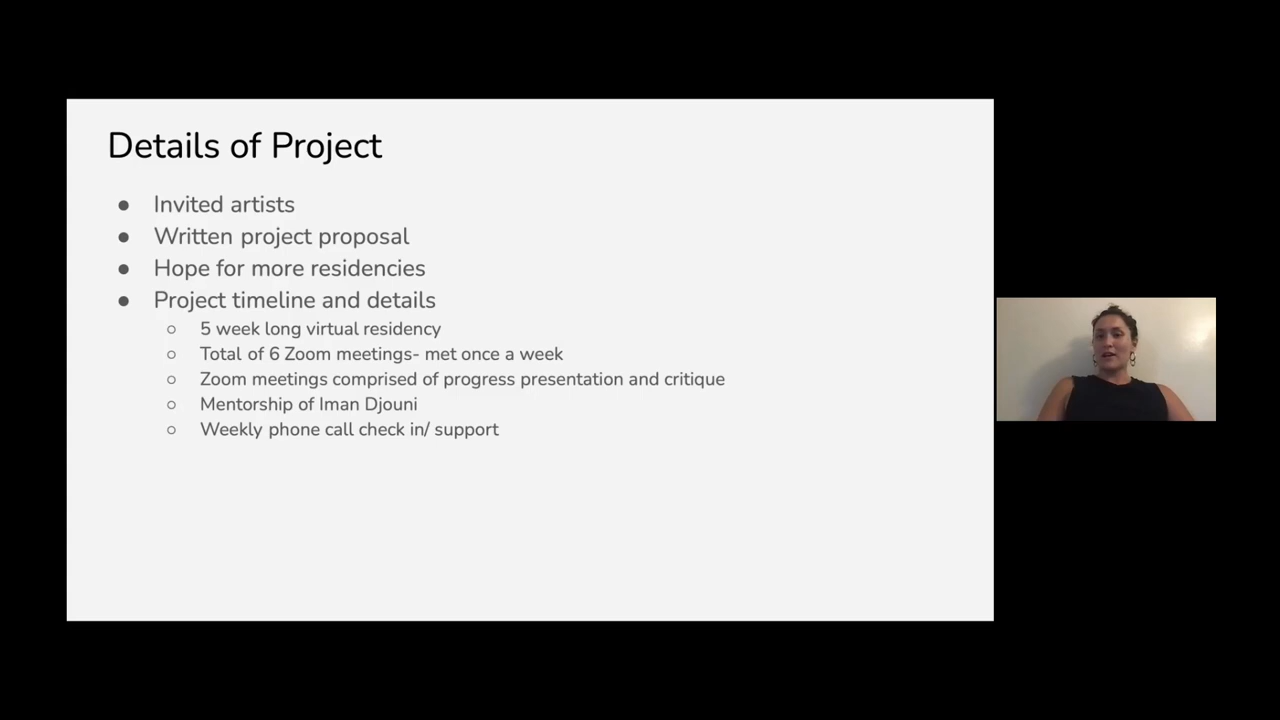 Details of Project
● Invited artists
● Written project proposal
● Hope for more residencies
● Project timeline and details
○ 5 week long virtual residency
○ Total of 6 Zoom meetings- met once a week
○ Zoom meetings comprised of progress presentation and critique
○ Mentorship of Iman Djouni
○ Weekly phone call check in/ support